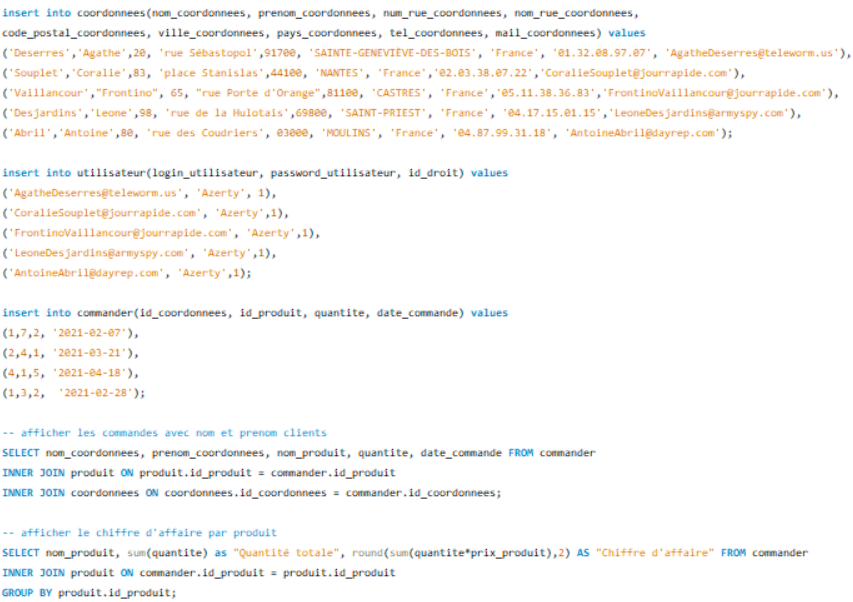 insert into coordonnees(nom_coordonnees, prenom_coordonnees, num_rue_coordonnees, nom_rue_coordonnees,
code_postal_coordonnees, ville_coordonnees, pays_coordonnees, tel_coordonnees, mail_coordonnees) values
('Deserres','Agathe',20, 'rue Sébastopol',91700, 'SAINTE-GENEVIÈVE-DES-BOIS', 'France', '01.32.08.97.07', 'AgatheDeserres@teleworm.us'),
('Souplet','Coralie',83, 'place Stanislas',44100, 'NANTES', 'France','02.03.38.07.22','CoralieSouplet@jourrapide.com'),
('Vaillancour',"Frontino", 65, "rue Porte d'Orange",81100, 'CASTRES', 'France','05.11.38.36.83','FrontinoVaillancour@jourrapide.com'),
('Desjardins','Leone',98, 'rue de la Hulotais',69800, 'SAINT-PRIEST', 'France', '04.17.15.01.15','LeoneDesjardins@armyspy.com'),
('Abril','Antoine',80, 'rue des Coudriers', 03000, 'MOULINS', 'France', '04.87.99.31.18', 'AntoineAbril@dayrep.com');
insert into utilisateur(login_utilisateur, password_utilisateur, id_droit) values
('AgatheDeserres@teleworm.us', 'Azerty', 1),
('CoralieSouplet@jourrapide.com', 'Azerty',1),
('FrontinoVaillancour@jourrapide.com', 'Azerty',1),
('LeoneDesjardins@armyspy.com', 'Azerty',1),
('AntoineAbril@dayrep.com', 'Azerty',1);
insert into commander(id_coordonnees, id_produit, quantite, date_commande) values
(1,7,2, '2021-02-07'),
(2,4,1, '2021-03-21'),
(4,1,5, '2021-04-18'),
(1,3,2, '2021-02-28');
-- afficher les commandes avec nom et prenom clients
SELECT nom_coordonnees, prenom_coordonnees, nom_produit, quantite, date_commande FROM commander
INNER JOIN produit ON produit.id_produit = commander.id_produit
INNER JOIN coordonnees ON coordonnees.id_coordonnees = commander.id_coordonnees;
-- afficher le chiffre d'affaire par produit
SELECT nom_produit, sum(quantite) as "Quantité totale", round(sum(quantite*prix_produit),2) AS "Chiffre d'affaire" FROM commander
INNER JOIN produit ON commander.id_produit = produit.id_produit
GROUP BY produit.id_produit;